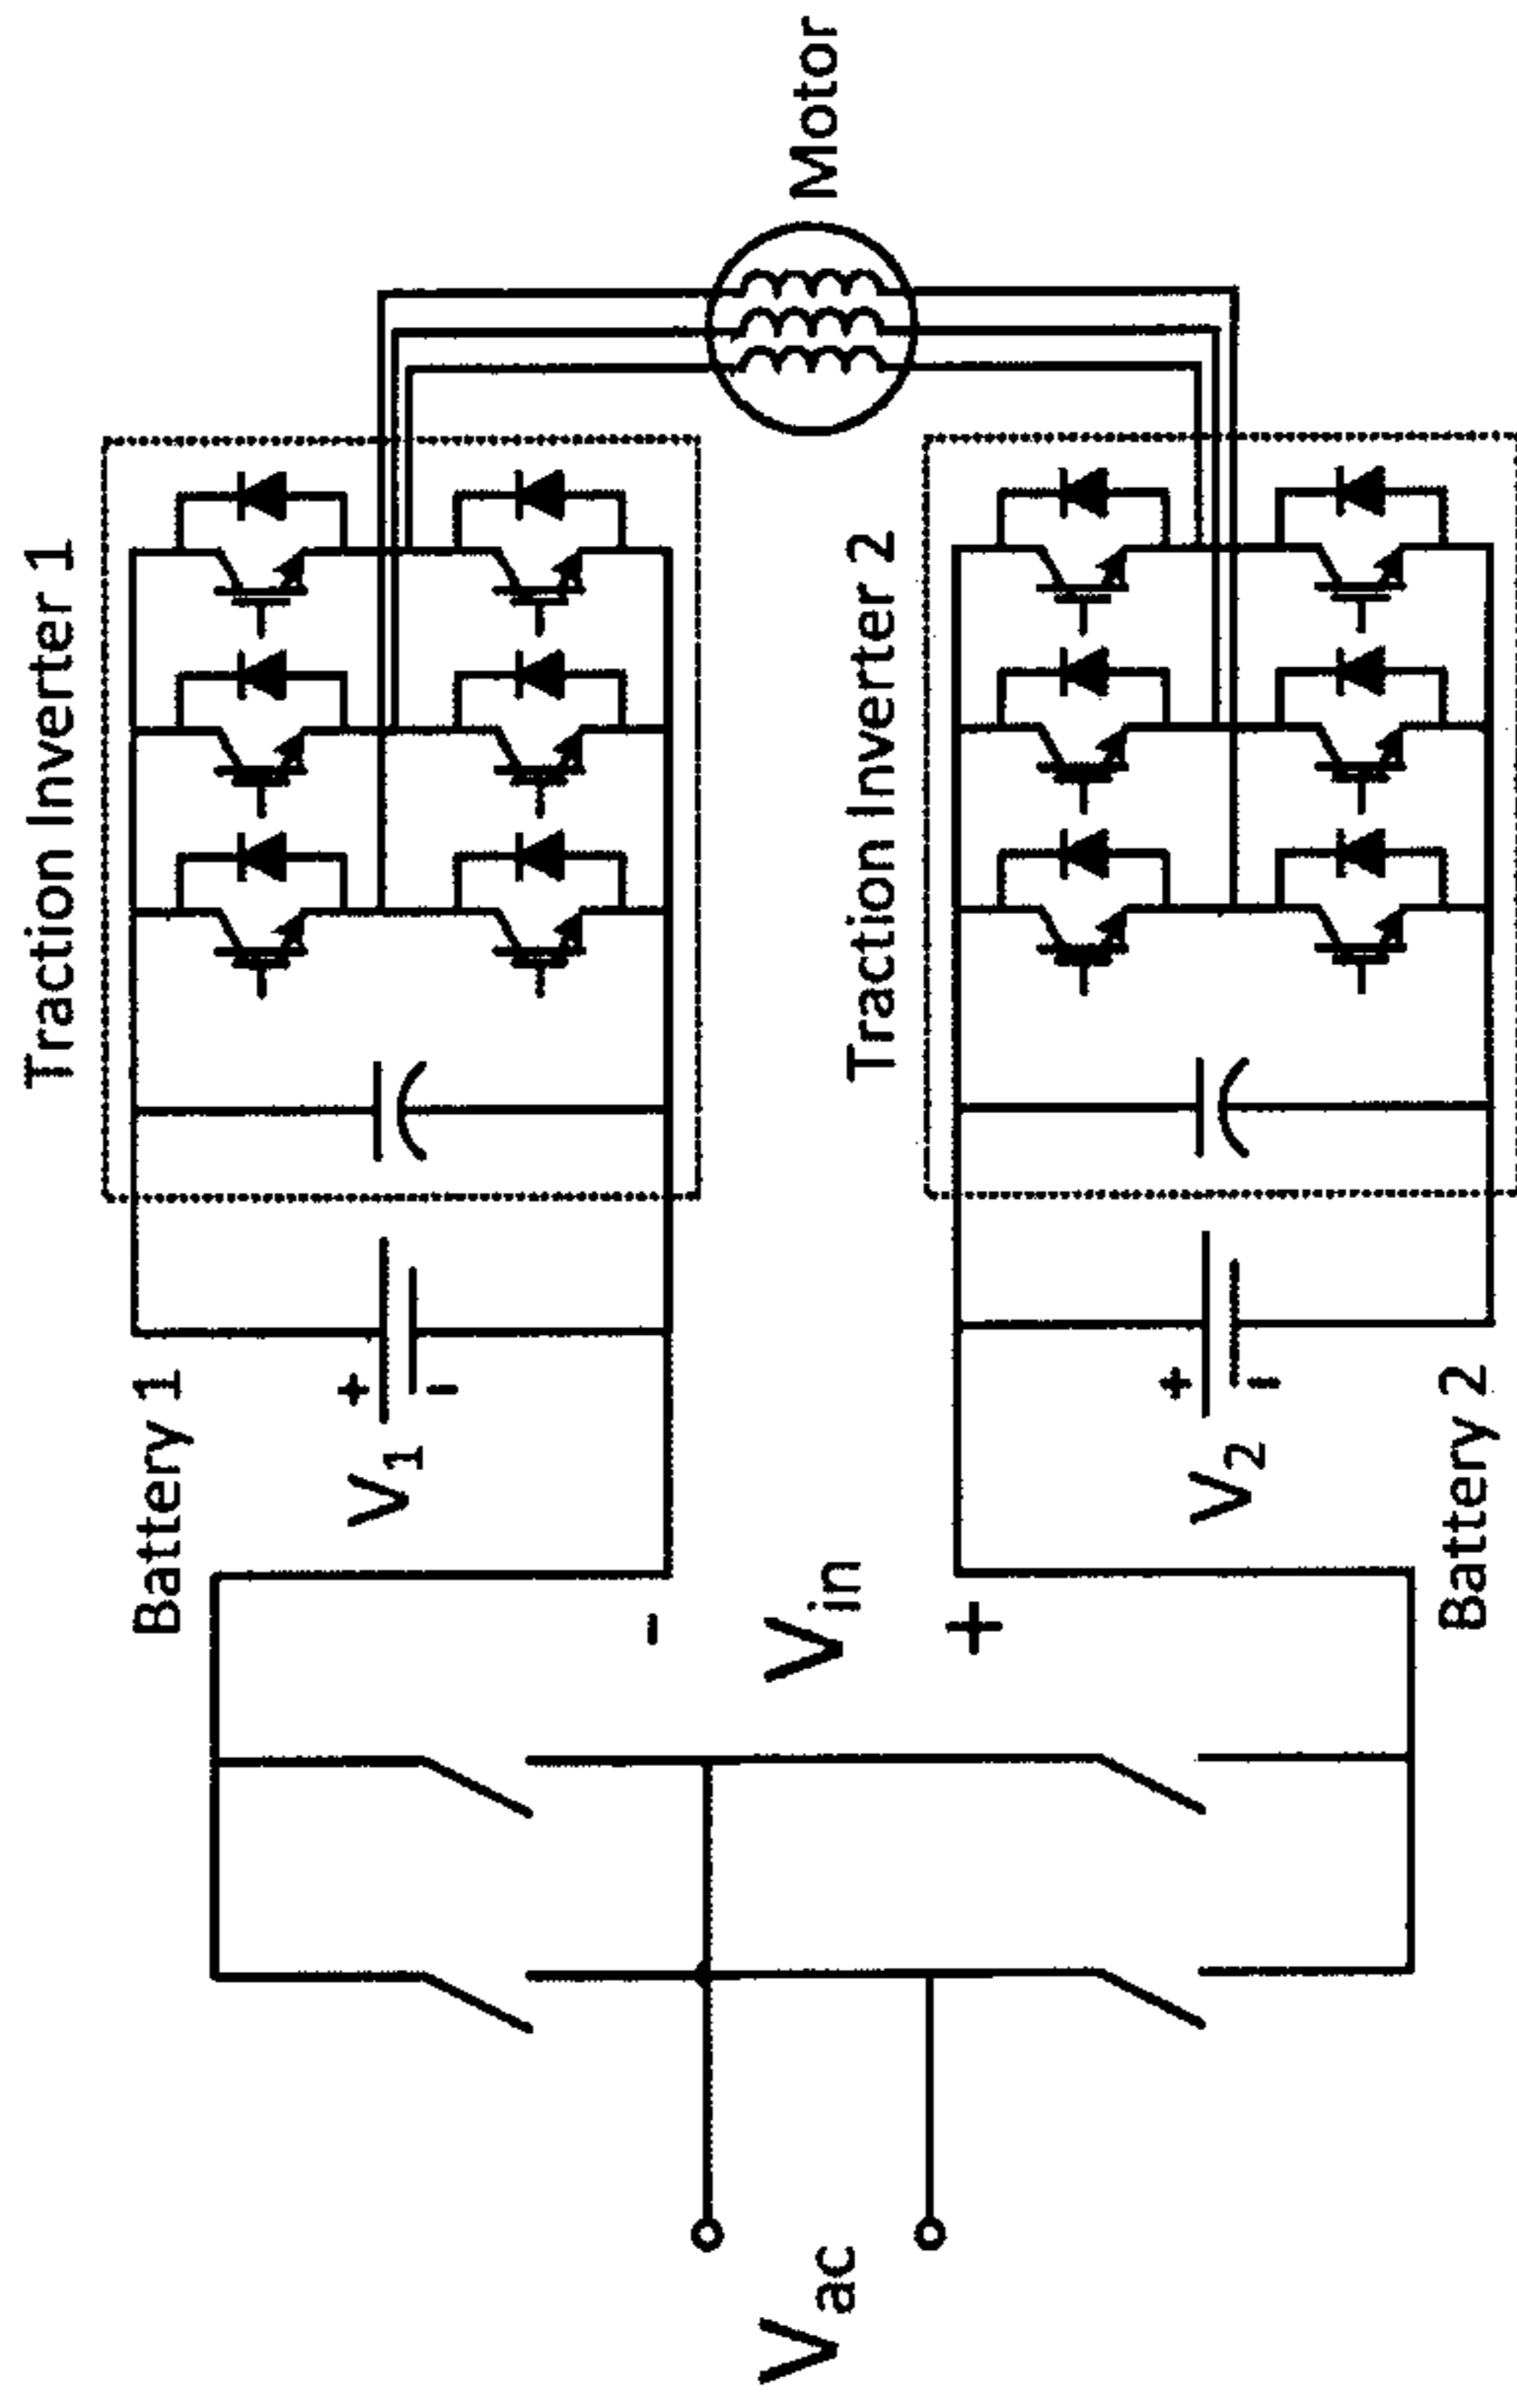 Traction Inverter 1
Battery 1
+
V1
-
Motor
-
Vin
+
Vac
Traction Inverter 2
+
V2
-
Battery 2